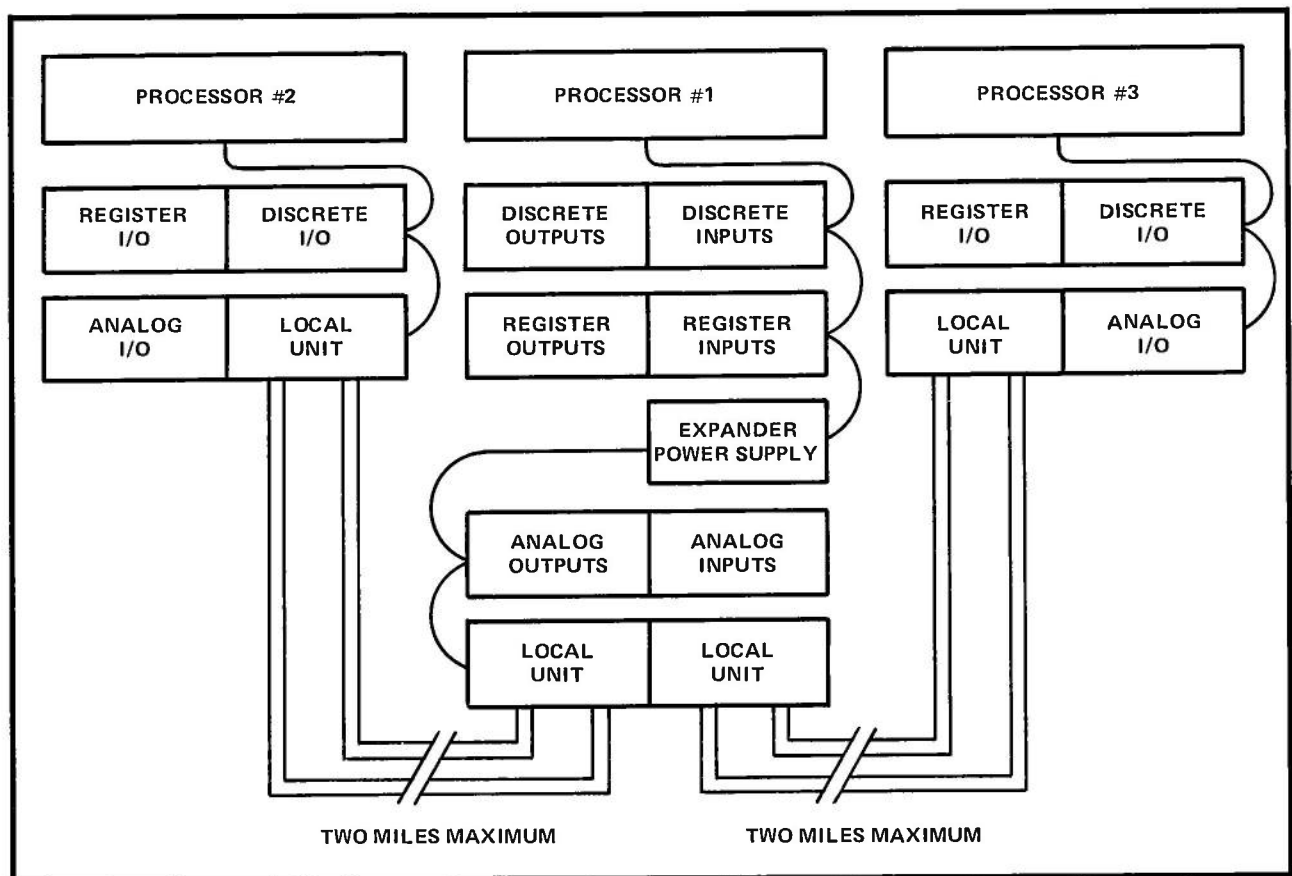 PROCESSOR #2
PROCESSOR #1
PROCESSOR #3
REGISTER
I/O
DISCRETE
I/O
DISCRETE
OUTPUTS
DISCRETE
INPUTS
REGISTER
I/O
DISCRETE
I/O
ANALOG
I/O
LOCAL
UNIT
REGISTER
OUTPUTS
REGISTER
INPUTS
LOCAL
UNIT
ANALOG
I/O
EXPANDER
POWER SUPPLY
ANALOG
OUTPUTS
ANALOG
INPUTS
LOCAL
UNIT
LOCAL
UNIT
TWO MILES MAXIMUM
TWO MILES MAXIMUM